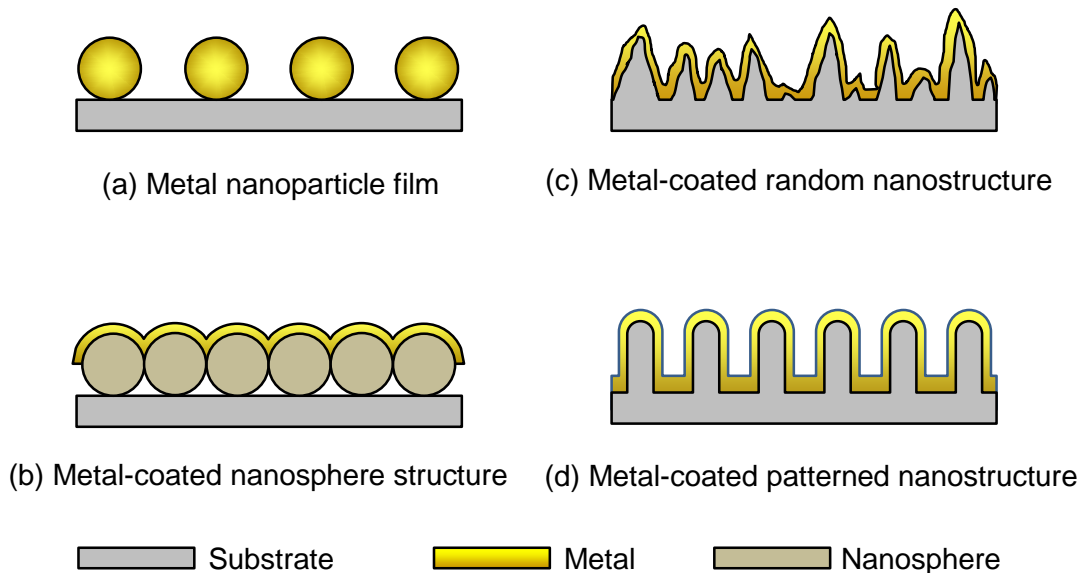 (a) Metal nanoparticle film
(c) Metal-coated random nanostructure
(b) Metal-coated nanosphere structure
(d) Metal-coated patterned nanostructure
Substrate
Metal
Nanosphere